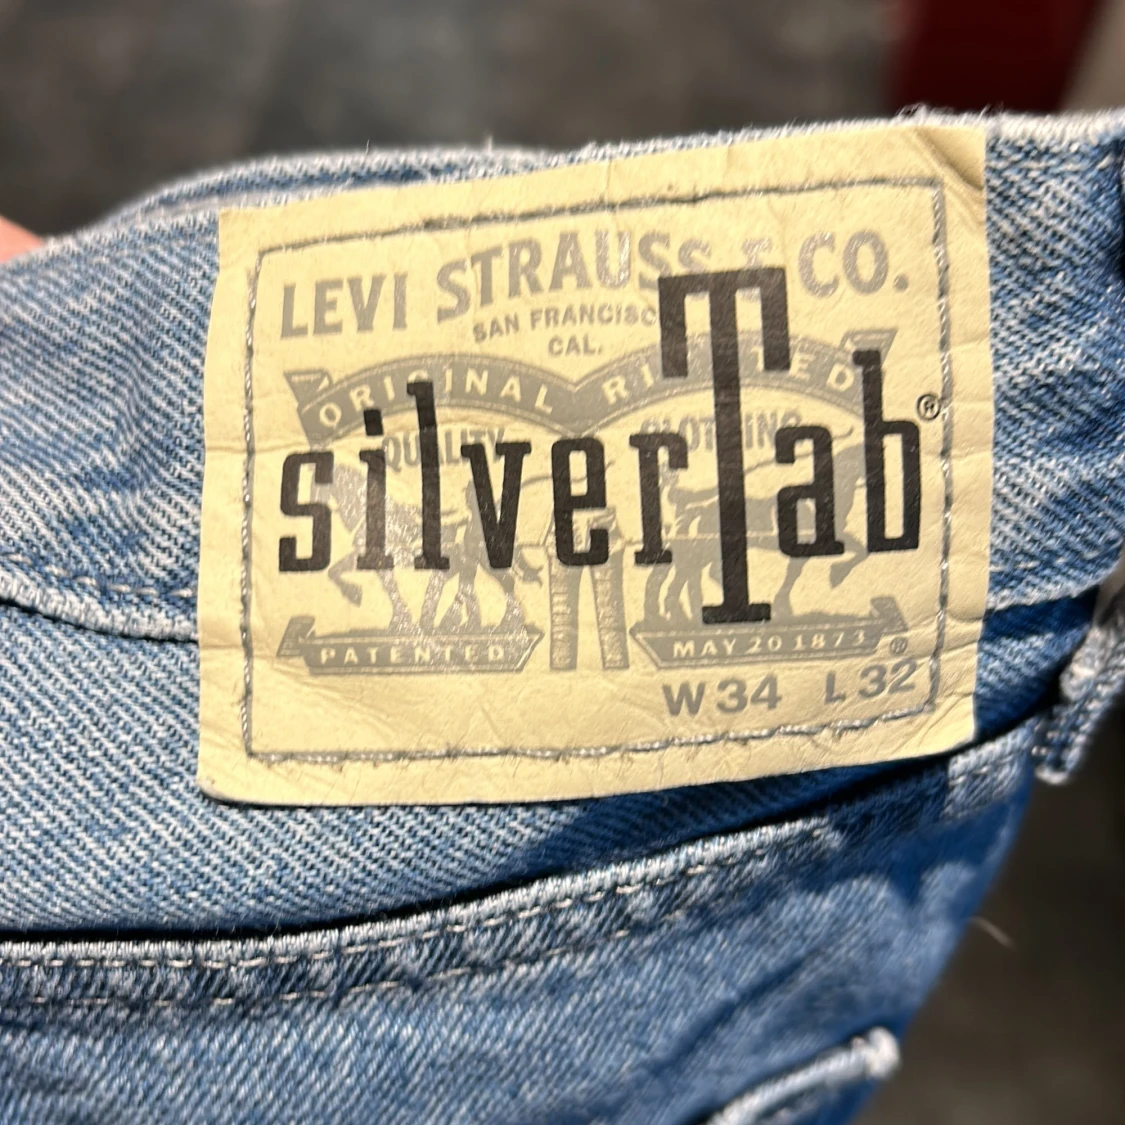 LEVI STRAUSS & CO.
SAN FRANCISCO
CAL.
ORIGINAL RIVETED
QUALITY CLOTHING
silverTab®
PATENTED MAY 20 1873 ®
W34 L32